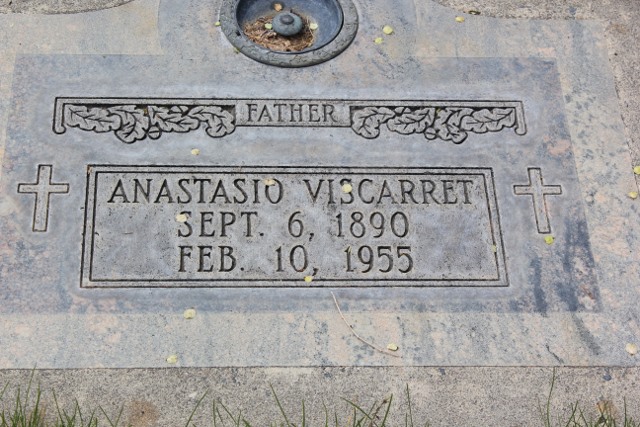 FATHER
ANASTASIO VISCARRET
SEPT. 6, 1890
FEB. 10, 1955